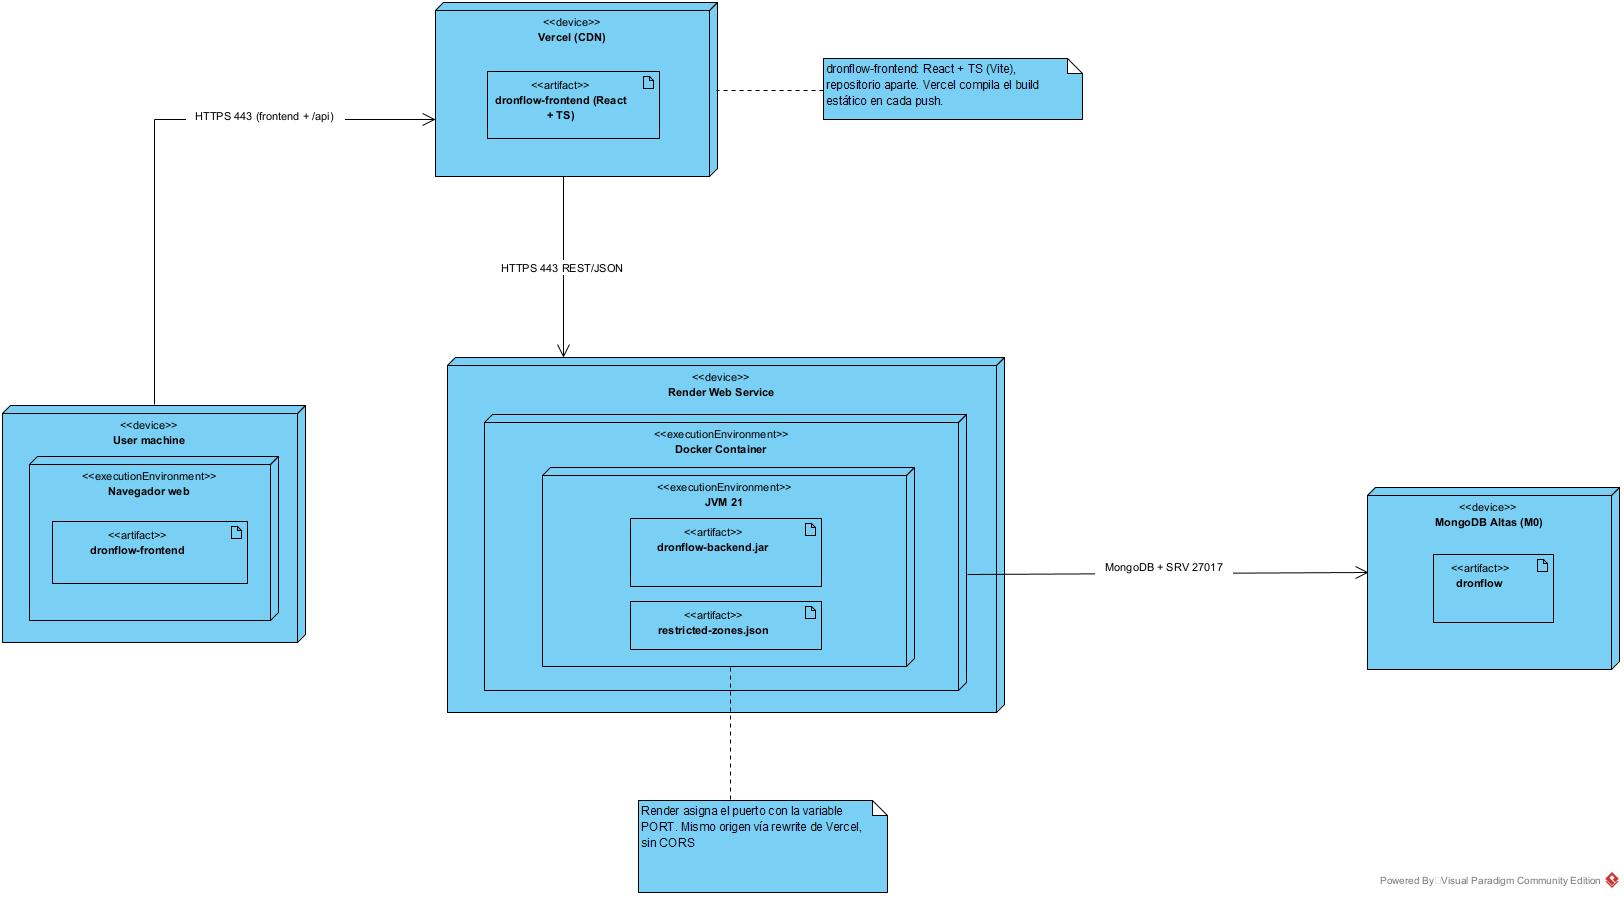 <<device>>
Vercel (CDN)
<<artifact>>
dronflow-frontend (React
+ TS)
dronflow-frontend: React + TS (Vite),
repositorio aparte. Vercel compila el build
estático en cada push.
HTTPS 443 (frontend + /api)
HTTPS 443 REST/JSON
<<device>>
User machine
<<executionEnvironment>>
Navegador web
<<artifact>>
dronflow-frontend
<<device>>
Render Web Service
<<executionEnvironment>>
Docker Container
<<executionEnvironment>>
JVM 21
<<artifact>>
dronflow-backend.jar
<<artifact>>
restricted-zones.json
MongoDB + SRV 27017
<<device>>
MongoDB Altas (M0)
<<artifact>>
dronflow
Render asigna el puerto con la variable
PORT. Mismo origen vía rewrite de Vercel,
sin CORS
Powered By Visual Paradigm Community Edition